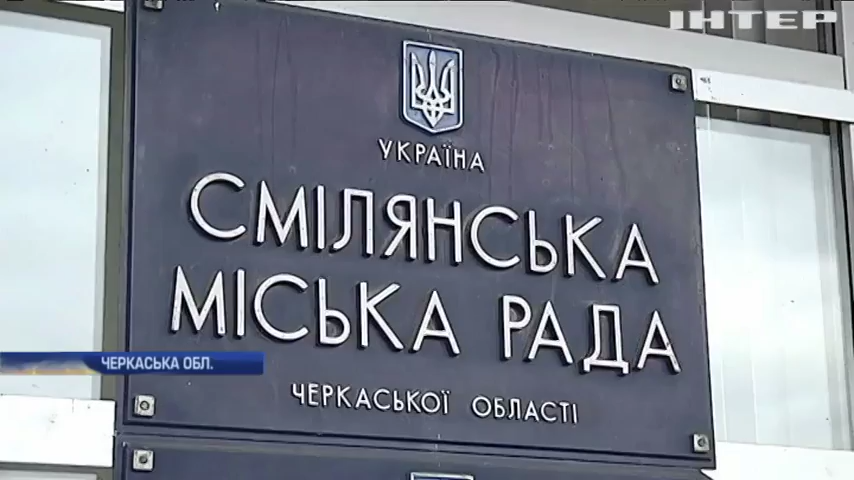 ІНТЕР
УКРАЇНА
СМІЛЯНСЬКА
МІСЬКА РАДА
ЧЕРКАСЬКА ОБЛ.
ЧЕРКАСЬКОЇ ОБЛАСТІ